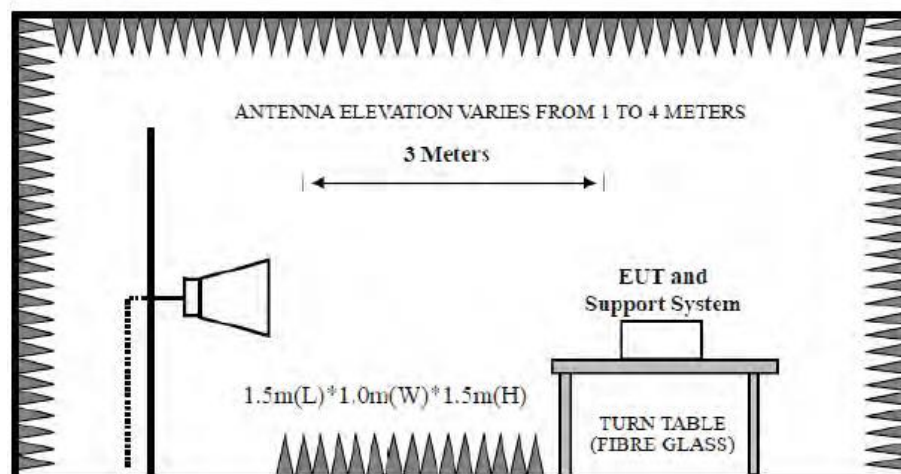 ANTENNA ELEVATION VARIES FROM 1 TO 4 METERS
3 Meters
EUT and
Support System
1.5m(L)*1.0m(W)*1.5m(H)
TURN TABLE
(FIBRE GLASS)